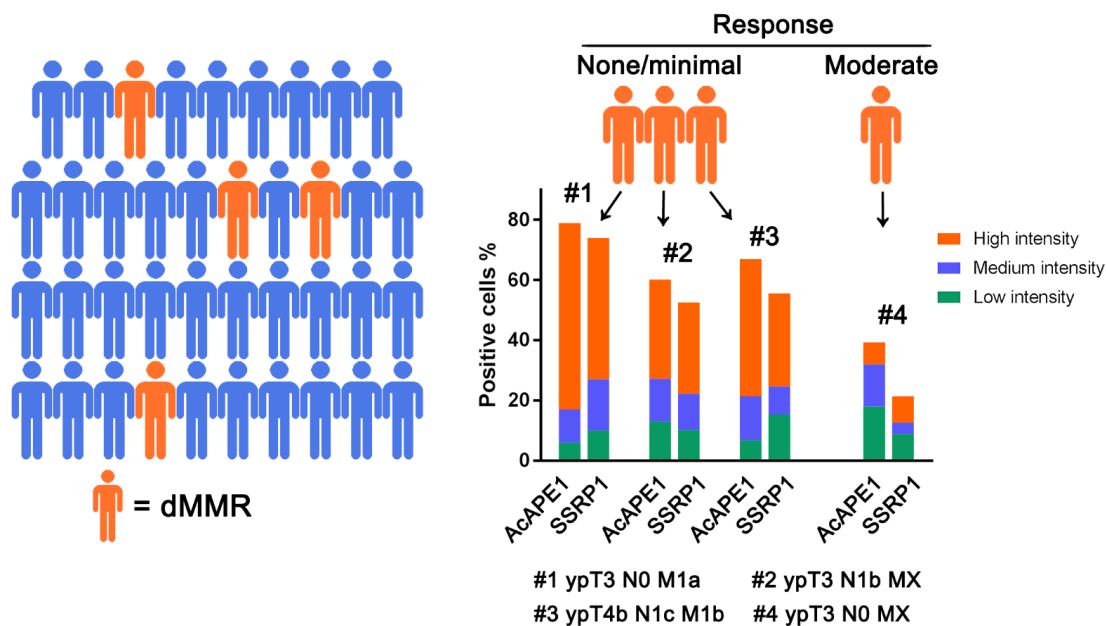 = dMMR
Response
None/minimal
Moderate
#1
#2
#3
#4
Positive cells %
80
60
40
20
0
AcAPE1
SSRP1
AcAPE1
SSRP1
AcAPE1
SSRP1
AcAPE1
SSRP1
High intensity
Medium intensity
Low intensity
#1 ypT3 N0 M1a
#2 ypT3 N1b MX
#3 ypT4b N1c M1b
#4 ypT3 N0 MX